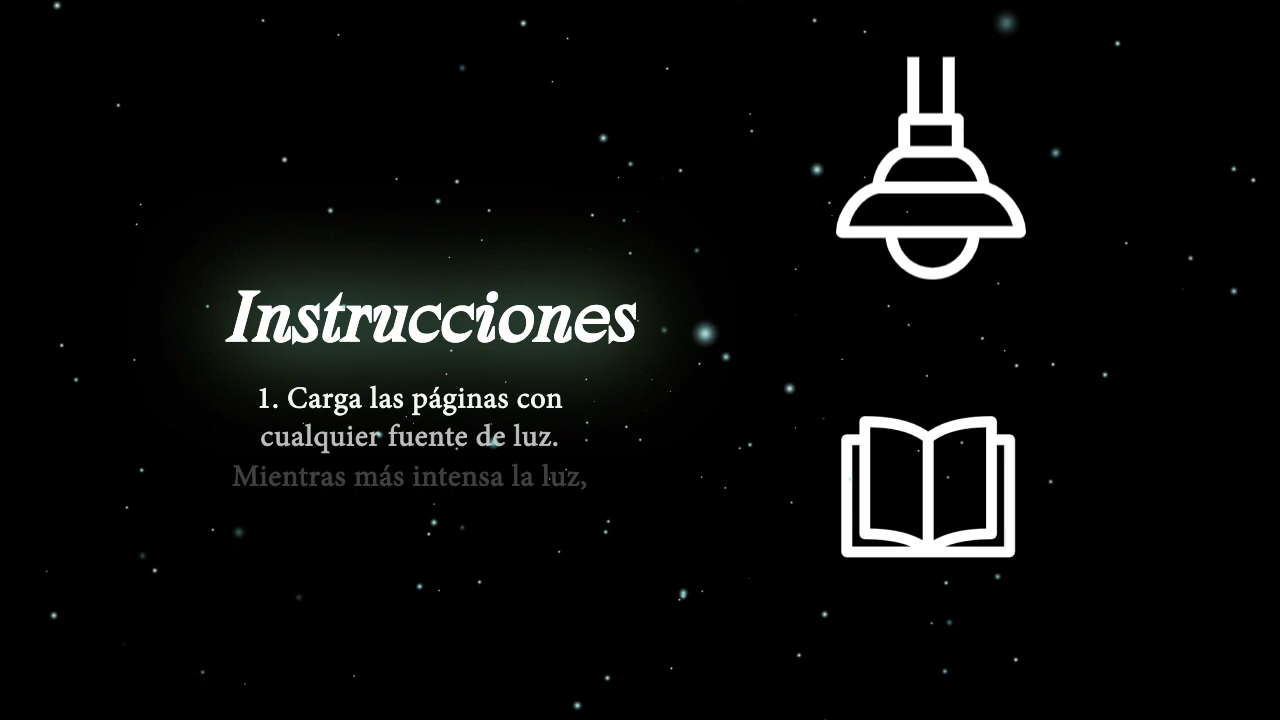 Instrucciones
1. Carga las páginas con
cualquier fuente de luz.
Mientras más intensa la luz,